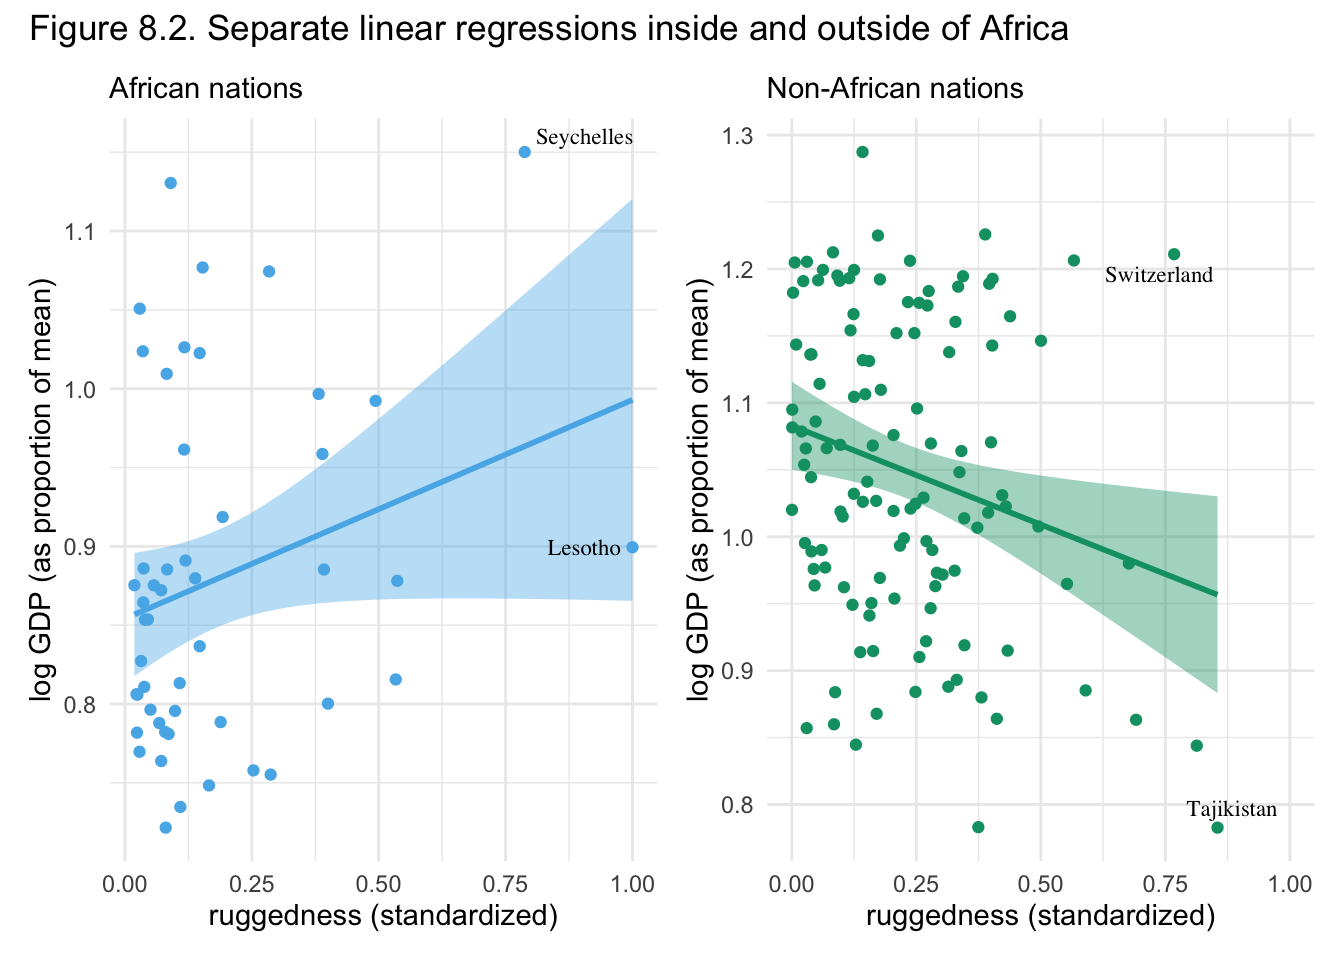 Figure 8.2. Separate linear regressions inside and outside of Africa
African nations
log GDP (as proportion of mean)
1.1
1.0
0.9
0.8
Seychelles
Lesotho
0.00 0.25 0.50 0.75 1.00
ruggedness (standardized)
Non-African nations
log GDP (as proportion of mean)
1.3
1.2
1.1
1.0
0.9
0.8
Switzerland
Tajikistan
0.00 0.25 0.50 0.75 1.00
ruggedness (standardized)